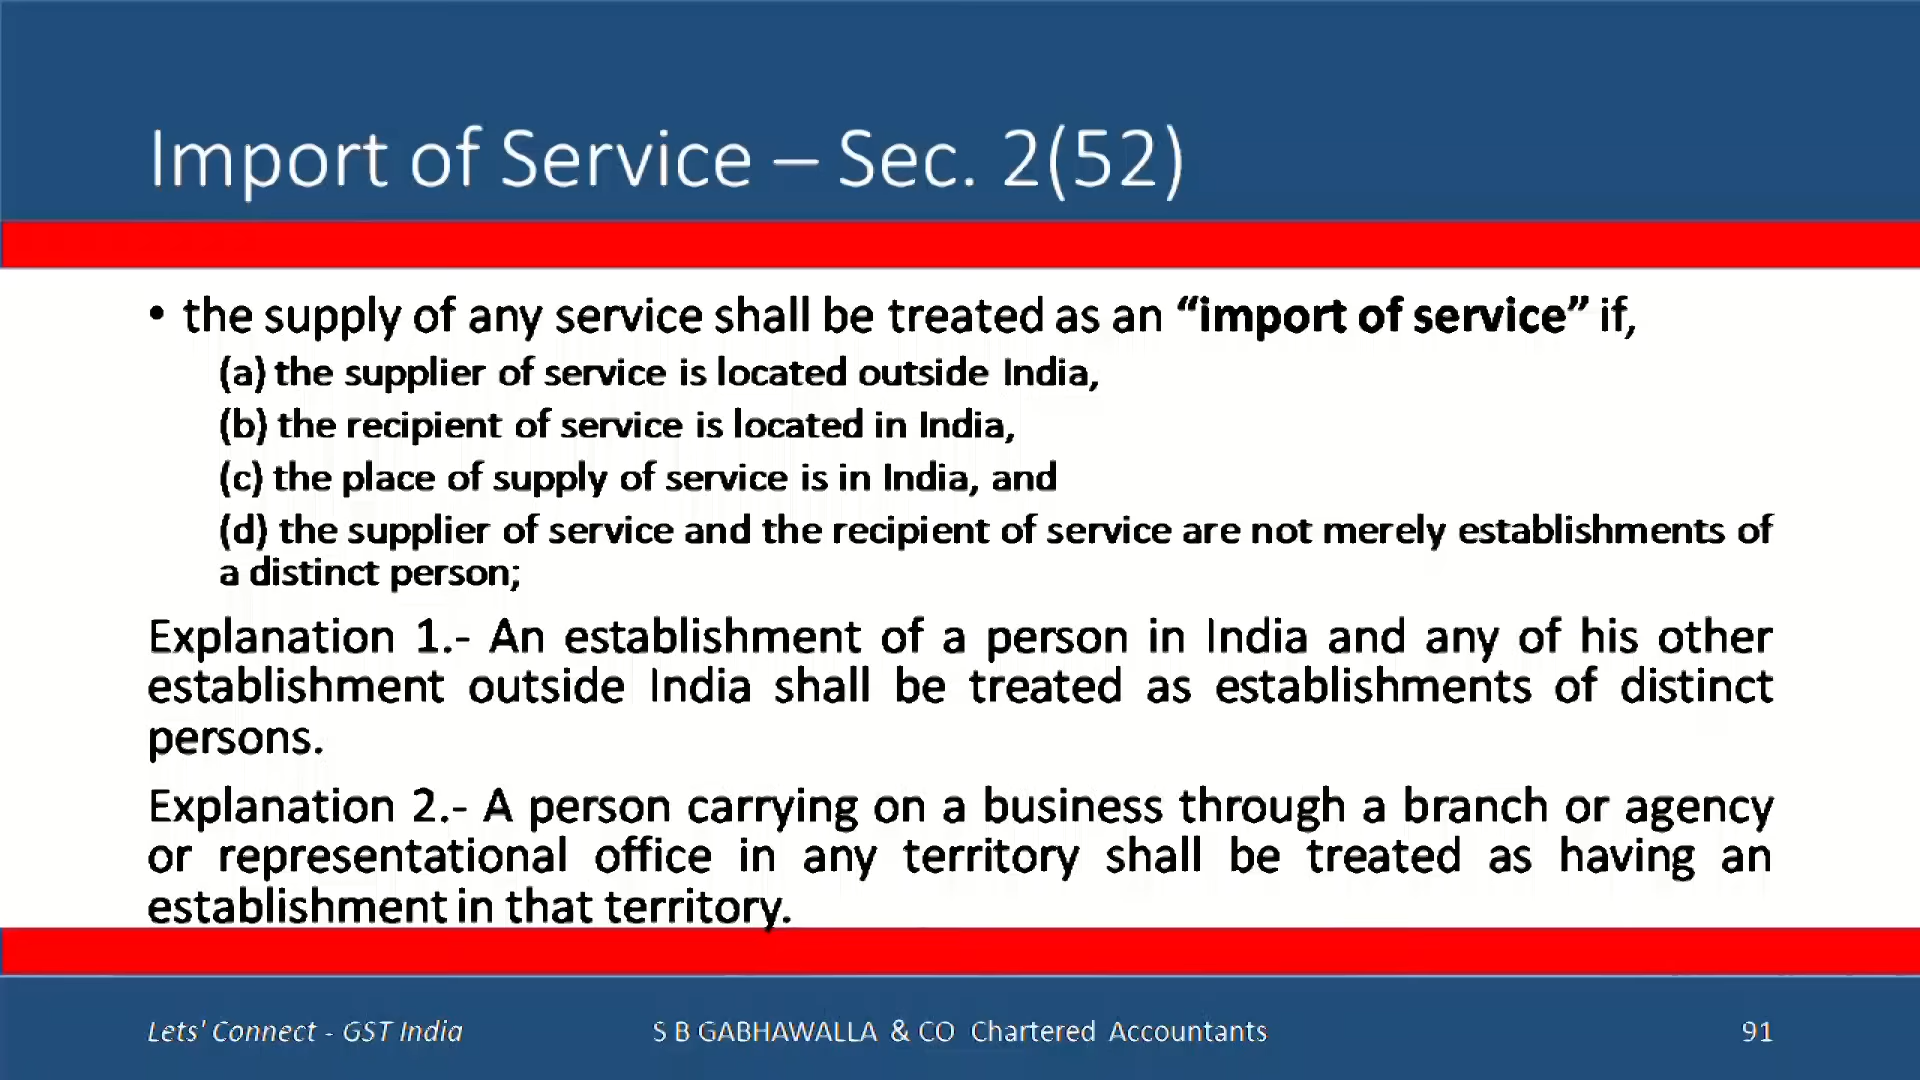 Import of Service – Sec. 2(52)
• the supply of any service shall be treated as an “import of service” if,
(a) the supplier of service is located outside India,
(b) the recipient of service is located in India,
(c) the place of supply of service is in India, and
(d) the supplier of service and the recipient of service are not merely establishments of
a distinct person;
Explanation 1.- An establishment of a person in India and any of his other
establishment outside India shall be treated as establishments of distinct
persons.
Explanation 2.- A person carrying on a business through a branch or agency
or representational office in any territory shall be treated as having an
establishment in that territory.
Lets' Connect - GST India
S B GABHAWALLA & CO Chartered Accountants
91